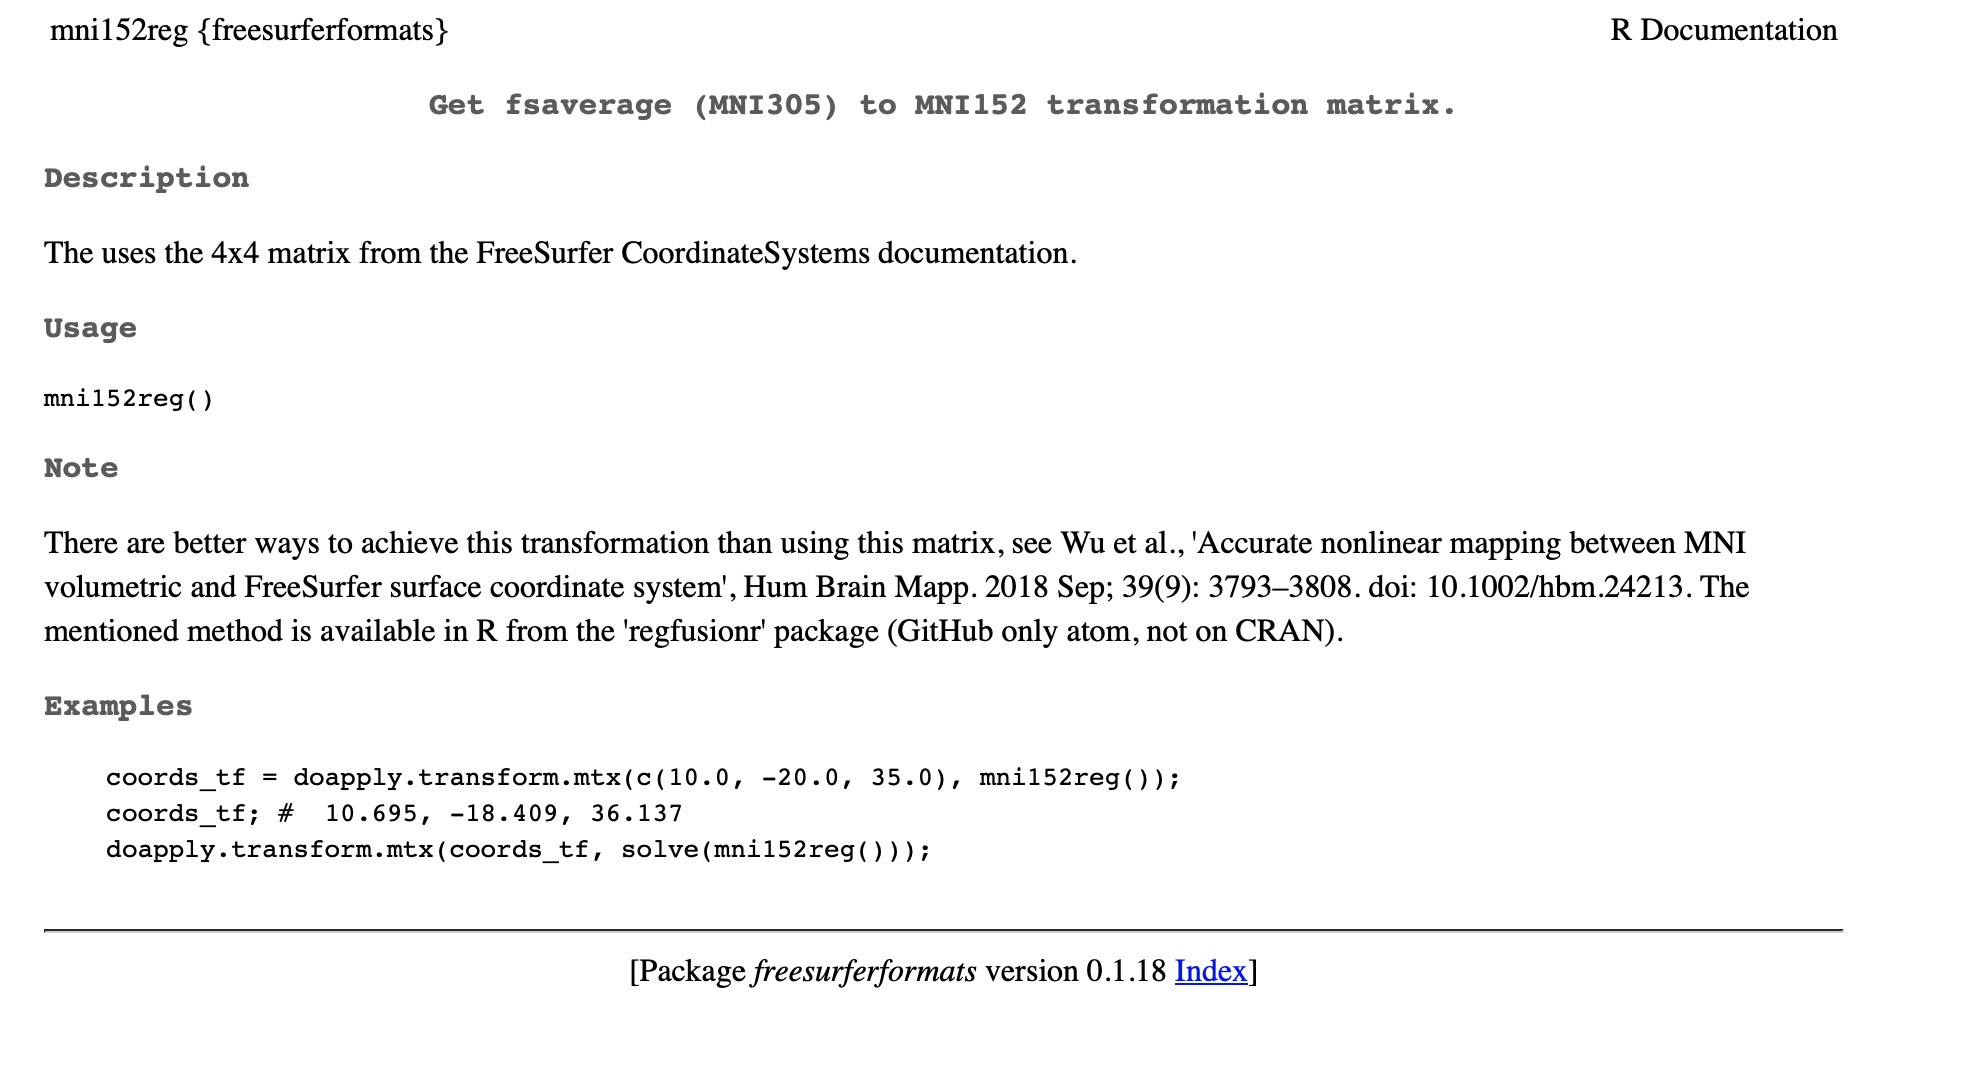 mni152reg {freesurferformats} R Documentation
Get fsaverage (MNI305) to MNI152 transformation matrix.
Description
The uses the 4x4 matrix from the FreeSurfer CoordinateSystems documentation.
Usage
mni152reg()
Note
There are better ways to achieve this transformation than using this matrix, see Wu et al., 'Accurate nonlinear mapping between MNI
volumetric and FreeSurfer surface coordinate system', Hum Brain Mapp. 2018 Sep; 39(9): 3793–3808. doi: 10.1002/hbm.24213. The
mentioned method is available in R from the 'regfusionr' package (GitHub only atom, not on CRAN).
Examples
coords_tf = doapply.transform.mtx(c(10.0, -20.0, 35.0), mni152reg());
coords_tf; #  10.695, -18.409, 36.137
doapply.transform.mtx(coords_tf, solve(mni152reg()));
[Package freesurferformats version 0.1.18 Index]